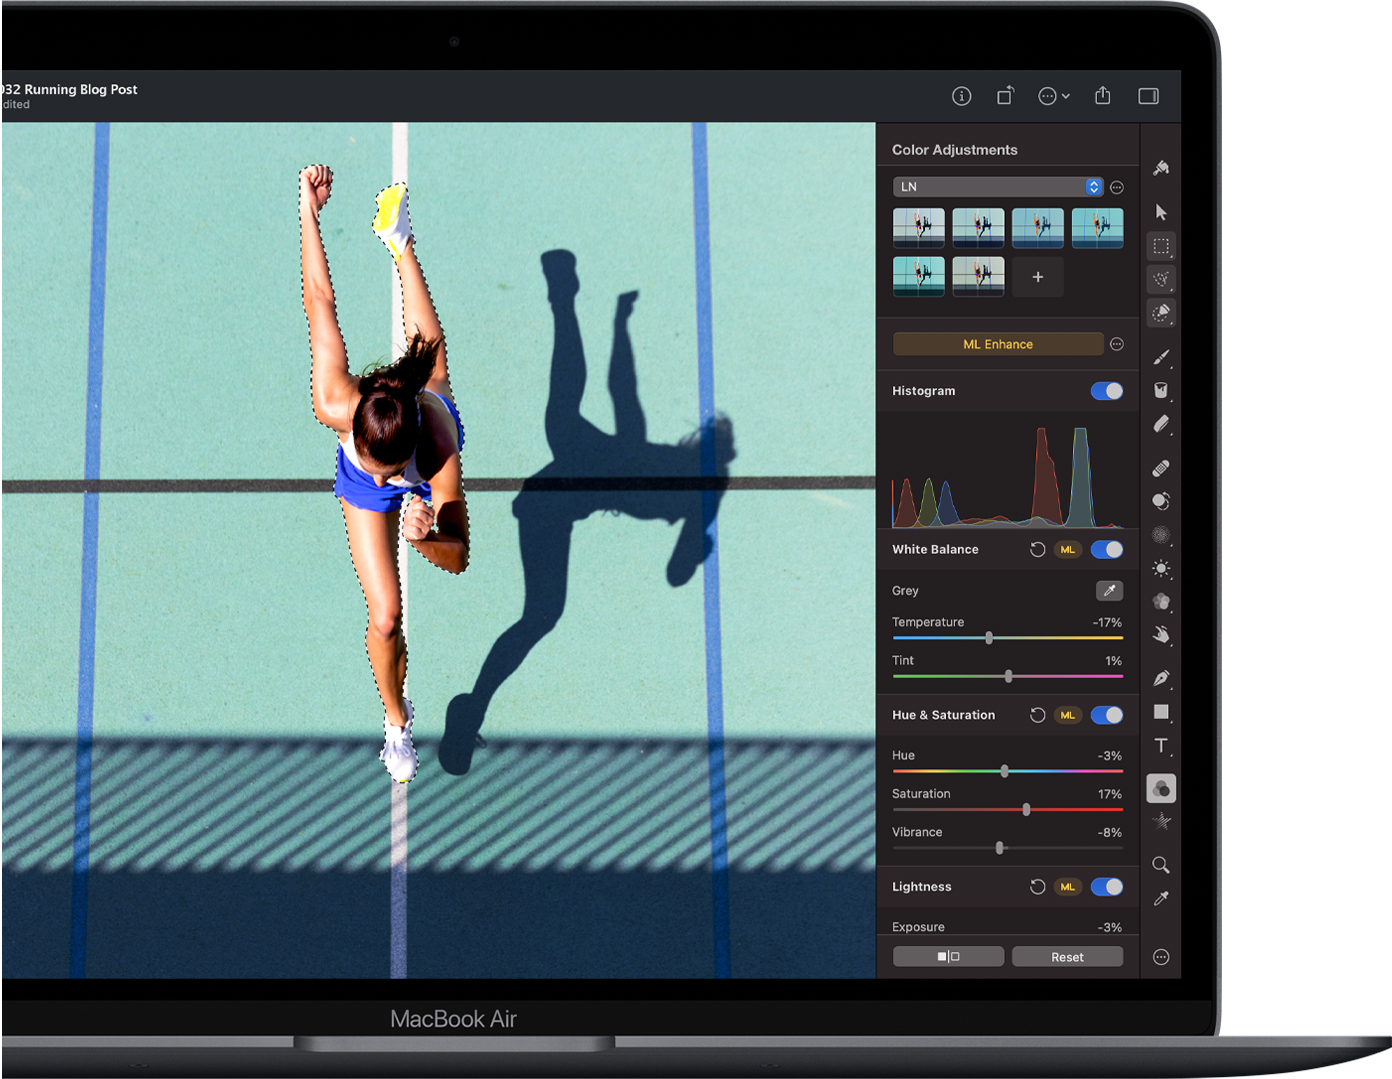 032 Running Blog Post
dited
Color Adjustments
LN
+
ML Enhance
Histogram
White Balance
ML
Grey
Temperature
-17%
Tint
1%
Hue & Saturation
ML
Hue
-3%
Saturation
17%
Vibrance
-8%
Lightness
ML
Exposure
-3%
Reset
T
MacBook Air